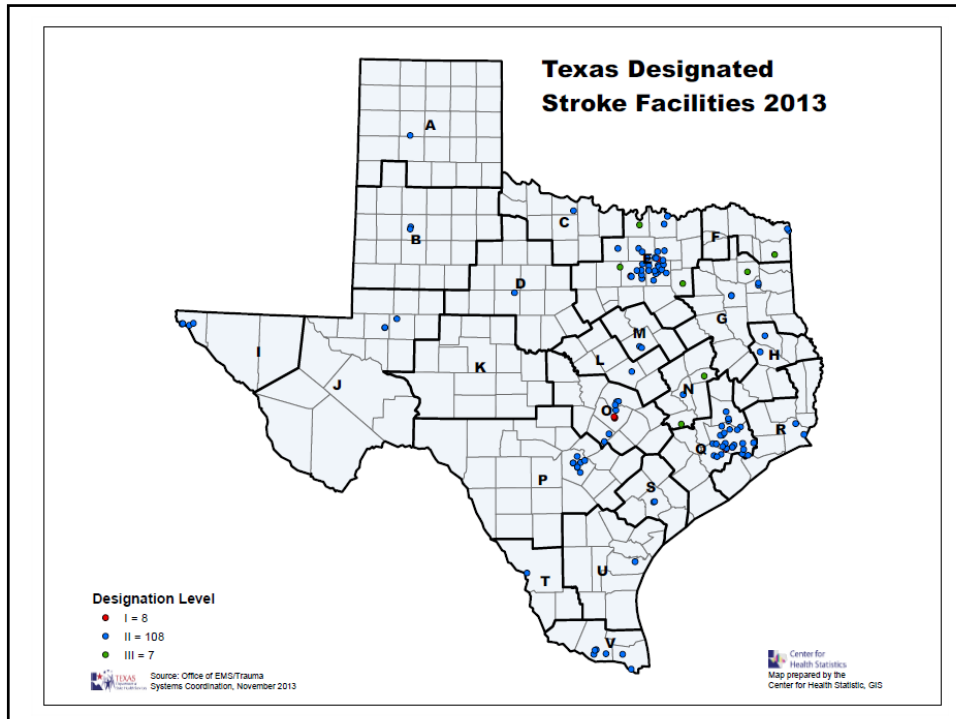 Texas Designated
Stroke Facilities 2013
A
B
C
D
E
F
G
H
I
J
K
L
M
N
O
P
Q
R
S
T
U
V
Designation Level
I = 8
II = 108
III = 7
TEXAS
Source: Office of EMS/Trauma
Systems Coordination, November 2013
Center for
Health Statistics
Map prepared by the
Center for Health Statistic, GIS